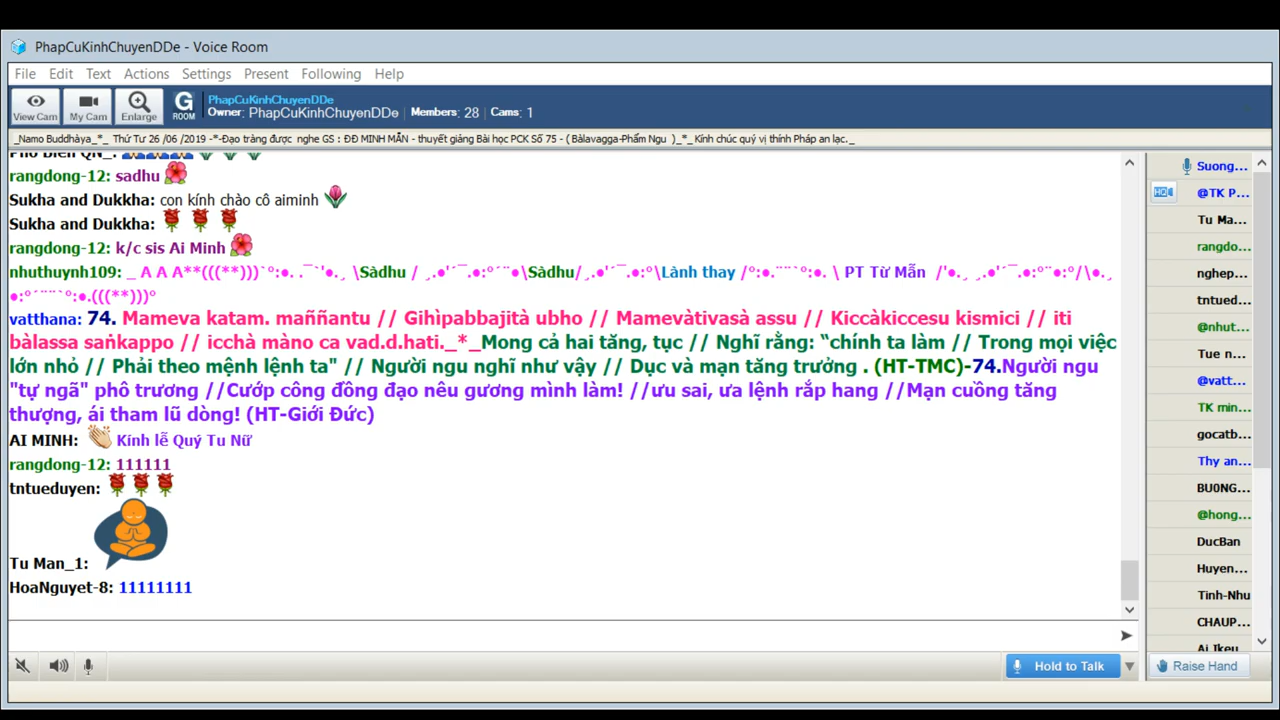 PhapCuKinhChuyenDDe - Voice Room
File Edit Text Actions Settings Present Following Help
View Cam My Cam Enlarge G ROOM PhapCuKinhChuyenDDe
Owner: PhapCuKinhChuyenDDe Members: 28 Cams: 1
_Namo Buddhàya_*_ Thứ Tư 26 /06 /2019 -*-Đạo tràng được nghe GS : ĐĐ MINH MẪN - thuyết giảng Bài học PCK Số 75 - ( Bàlavagga-Phẩm Ngu )_*_Kính chúc quý vị thính Pháp an lạc._
rangdong-12: sadhu
Sukha and Dukkha: con kính chào cô aiminh
Sukha and Dukkha:
rangdong-12: k/c sis Ai Minh
nhuthuynh109: _ A A A**(((**)))`°:•. .¯`'•.¸ \Sàdhu / ¸.•'´¯.•:°´¨•\Sàdhu/¸.•'´¯.•:°\Lành thay /°:•.¨¨`°:•. \ PT Từ Mẫn /'•.¸ ¸.•'´¯.•:°¨•:°/\•.¸
•:°´¨¨`°:•.(((**)))°
vatthana: 74. Mameva katam. maññantu // Gihìpabbajità ubho // Mamevàtivasà assu // Kiccàkiccesu kismici // iti
bàlassa saṅkappo // icchà màno ca vad.d.hati._*_Mong cả hai tăng, tục // Nghĩ rằng: “chính ta làm // Trong mọi việc
lớn nhỏ // Phải theo mệnh lệnh ta" // Người ngu nghĩ như vậy // Dục và mạn tăng trưởng . (HT-TMC)-74.Người ngu
"tự ngã" phô trương //Cướp công đồng đạo nêu gương mình làm! //ưu sai, ưa lệnh rắp hang //Mạn cuồng tăng
thượng, ái tham lũ dòng! (HT-Giới Đức)
AI MINH: Kính lễ Quý Tu Nữ
rangdong-12: 111111
tntueduyen:
Tu Man_1:
HoaNguyet-8: 11111111
Suong...
@TK P...
Tu Ma...
rangdo...
nghep...
tntued...
@nhut...
Tue n...
@vatt...
TK min...
gocatb...
Thy an...
BU0NG...
@hong...
DucBan
Huyen...
Tinh-Nhu
CHAUP...
Hold to Talk
Raise Hand